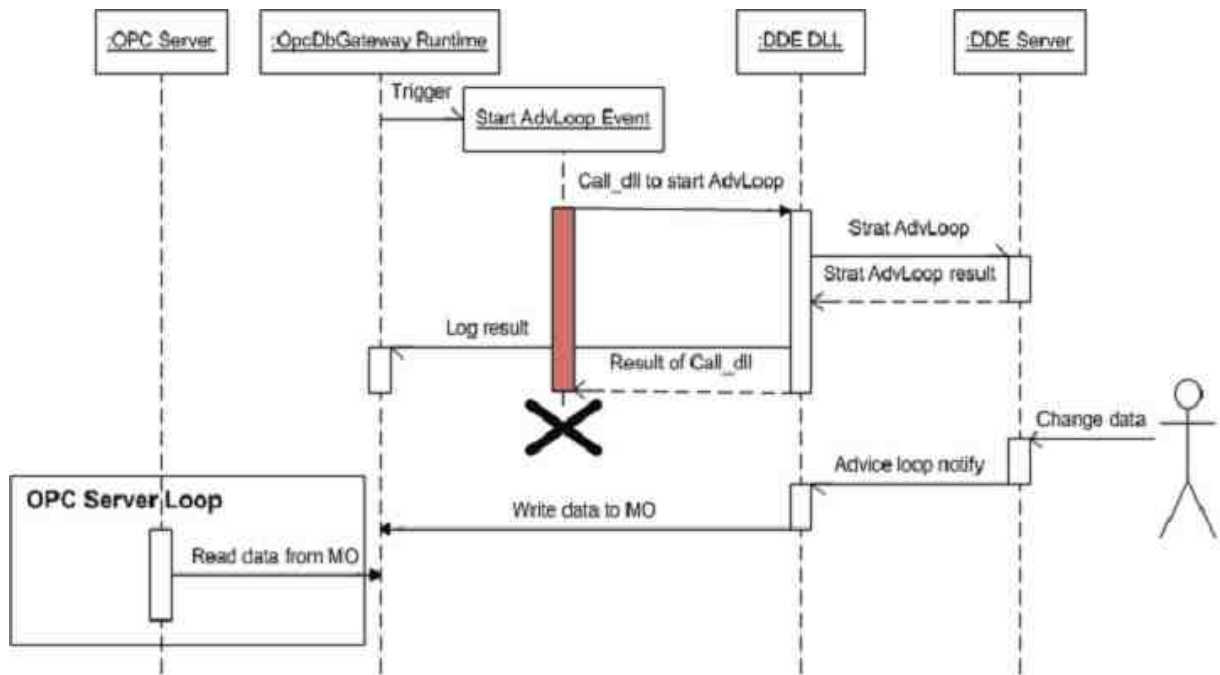 :OPC Server
:OpcDbGateway Runtime
:DDE DLL
:DDE Server
Trigger
Start AdvLoop Event
Call_dll to start AdvLoop
Strat AdvLoop
Strat AdvLoop result
Log result
Result of Call_dll
Change data
Advice loop notify
OPC Server Loop
Write data to MO
Read data from MO